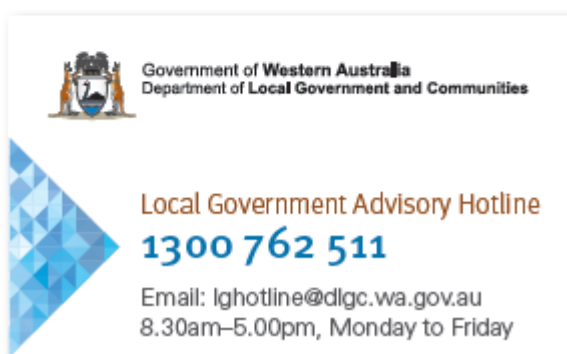 Government of Western Australia
Department of Local Government and Communities
Local Government Advisory Hotline
1300 762 511
Email: lghotline@dlgc.wa.gov.au
8.30am–5.00pm, Monday to Friday